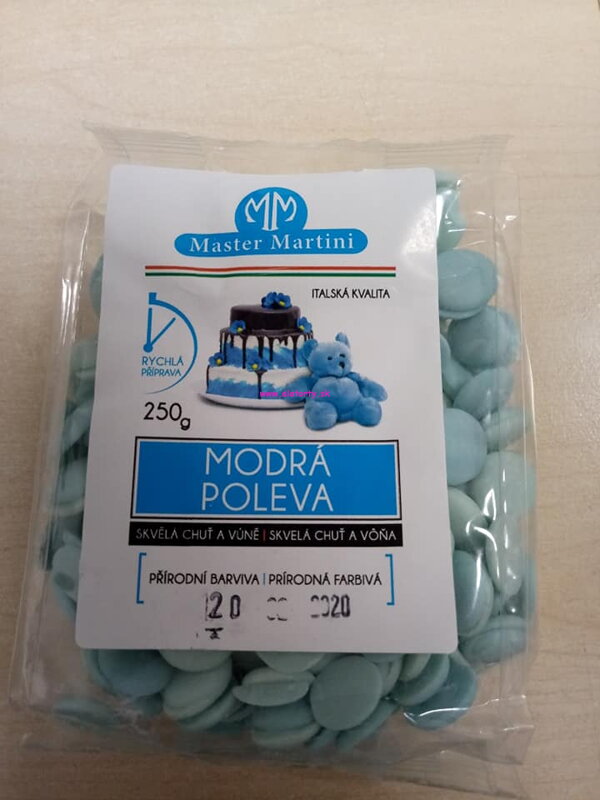 MM
Master Martini
ITALSKÁ KVALITA
RYCHLÁ
PŘÍPRAVA
250g
MODRÁ
POLEVA
SKVĚLÁ CHUŤ A VŮNĚ | SKVELÁ CHUŤ A VÔŇA
PŘÍRODNÍ BARVIVA | PRÍRODNÁ FARBIVÁ
20 2020